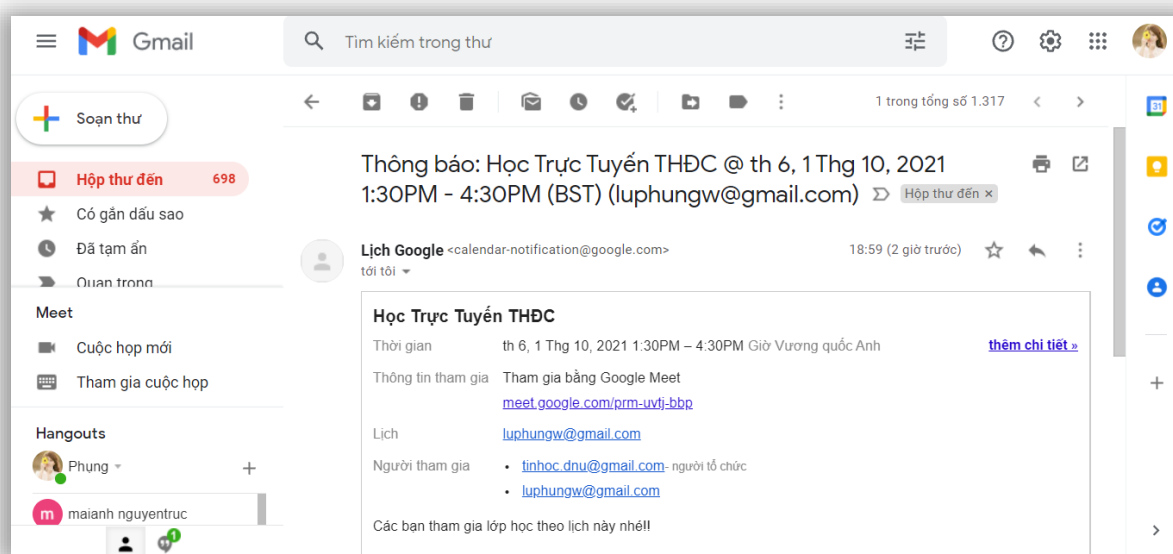 Gmail
Tìm kiếm trong thư
Soạn thư
1 trong tổng số 1.317
Hộp thư đến 698
Có gắn dấu sao
Đã tạm ẩn
Quan trọng
Meet
Cuộc họp mới
Tham gia cuộc họp
Hangouts
Phụng
m maianh nguyentruc
1
Thông báo: Học Trực Tuyến THĐC @ th 6, 1 Thg 10, 2021
1:30PM - 4:30PM (BST) (luphungw@gmail.com) Hộp thư đến ×
Lịch Google <calendar-notification@google.com> 18:59 (2 giờ trước)
tới tôi
Học Trực Tuyến THĐC
Thời gian th 6, 1 Thg 10, 2021 1:30PM – 4:30PM Giờ Vương quốc Anh thêm chi tiết »
Thông tin tham gia Tham gia bằng Google Meet
meet.google.com/prm-uvtj-bbp
Lịch luphungw@gmail.com
Người tham gia • tinhoc.dnu@gmail.com- người tổ chức
• luphungw@gmail.com
Các bạn tham gia lớp học theo lịch này nhé!!
31